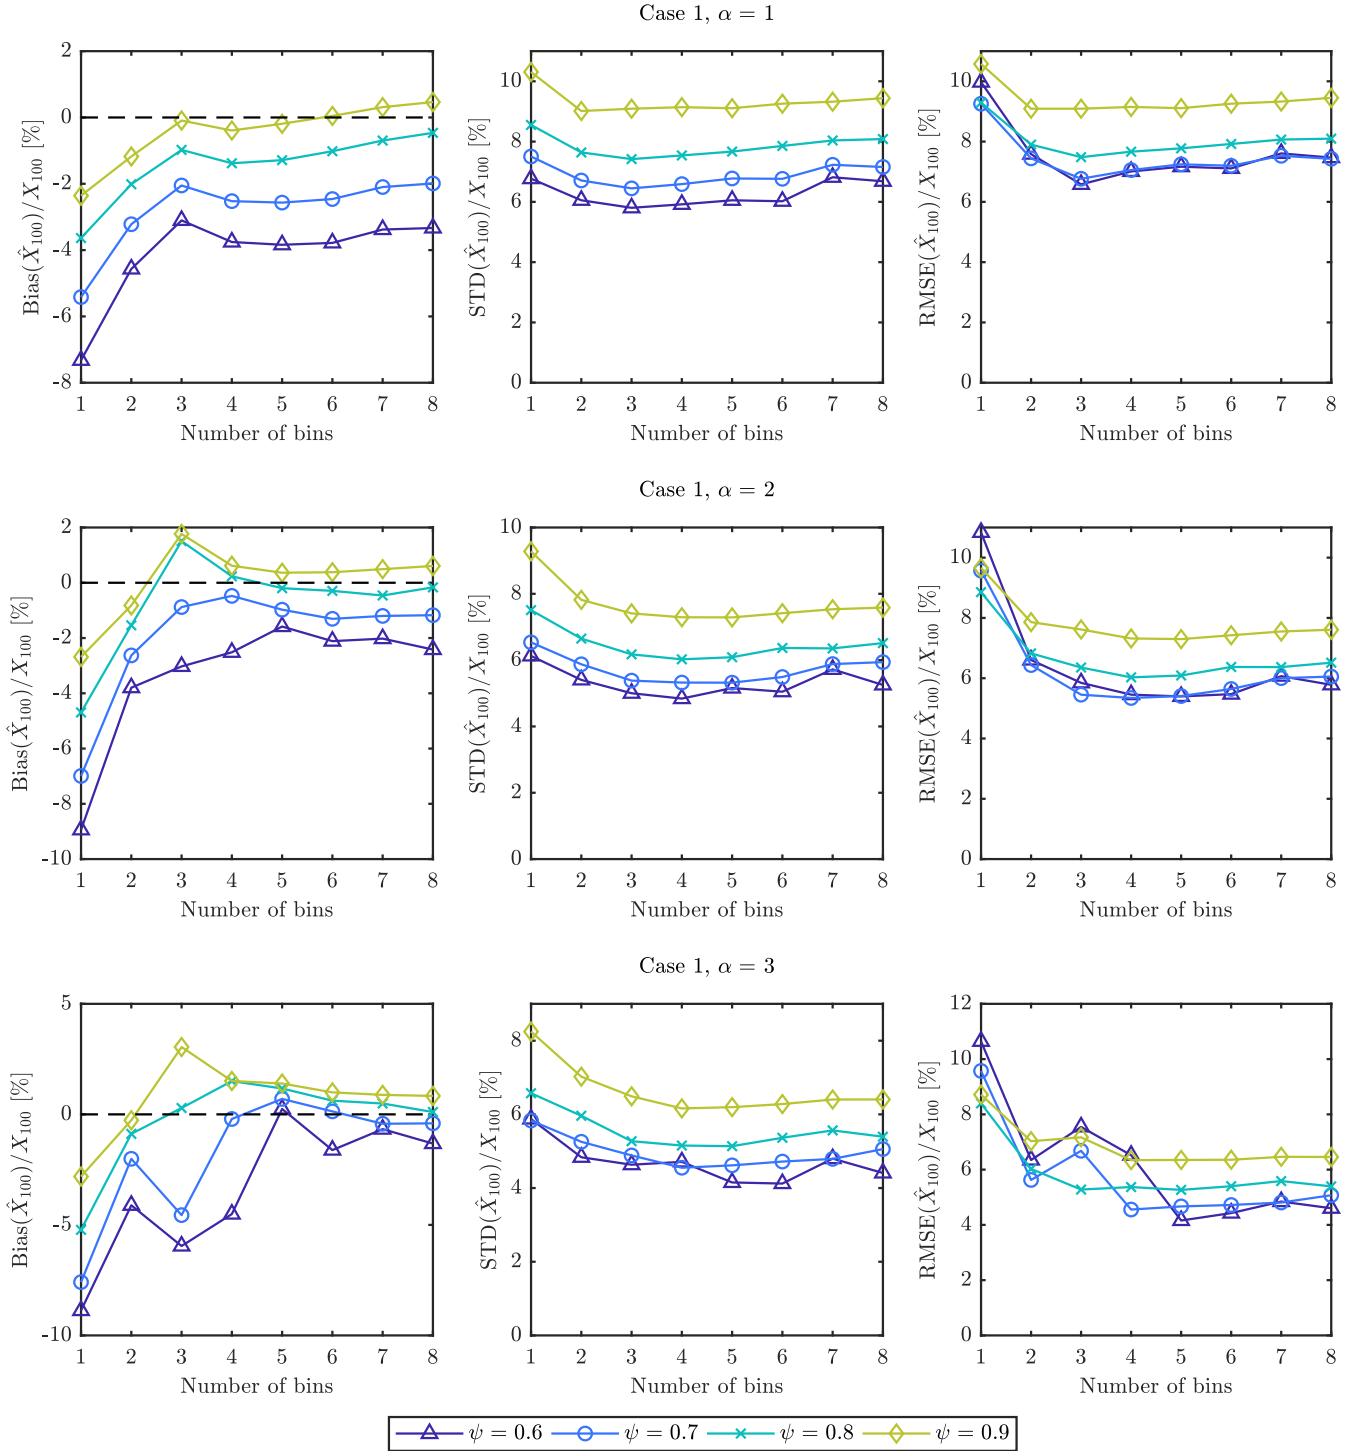 Case 1, α = 1
Bias(X̂₁₀₀)/X₁₀₀ [%]
2
0
-2
-4
-6
-8
1 2 3 4 5 6 7 8
Number of bins
STD(X̂₁₀₀)/X₁₀₀ [%]
10
8
6
4
2
0
1 2 3 4 5 6 7 8
Number of bins
RMSE(X̂₁₀₀)/X₁₀₀ [%]
10
8
6
4
2
0
1 2 3 4 5 6 7 8
Number of bins
Case 1, α = 2
Bias(X̂₁₀₀)/X₁₀₀ [%]
2
0
-2
-4
-6
-8
-10
1 2 3 4 5 6 7 8
Number of bins
STD(X̂₁₀₀)/X₁₀₀ [%]
10
8
6
4
2
0
1 2 3 4 5 6 7 8
Number of bins
RMSE(X̂₁₀₀)/X₁₀₀ [%]
10
8
6
4
2
0
1 2 3 4 5 6 7 8
Number of bins
Case 1, α = 3
Bias(X̂₁₀₀)/X₁₀₀ [%]
5
0
-5
-10
1 2 3 4 5 6 7 8
Number of bins
STD(X̂₁₀₀)/X₁₀₀ [%]
8
6
4
2
0
1 2 3 4 5 6 7 8
Number of bins
RMSE(X̂₁₀₀)/X₁₀₀ [%]
12
10
8
6
4
2
0
1 2 3 4 5 6 7 8
Number of bins
ψ = 0.6 ψ = 0.7 ψ = 0.8 ψ = 0.9